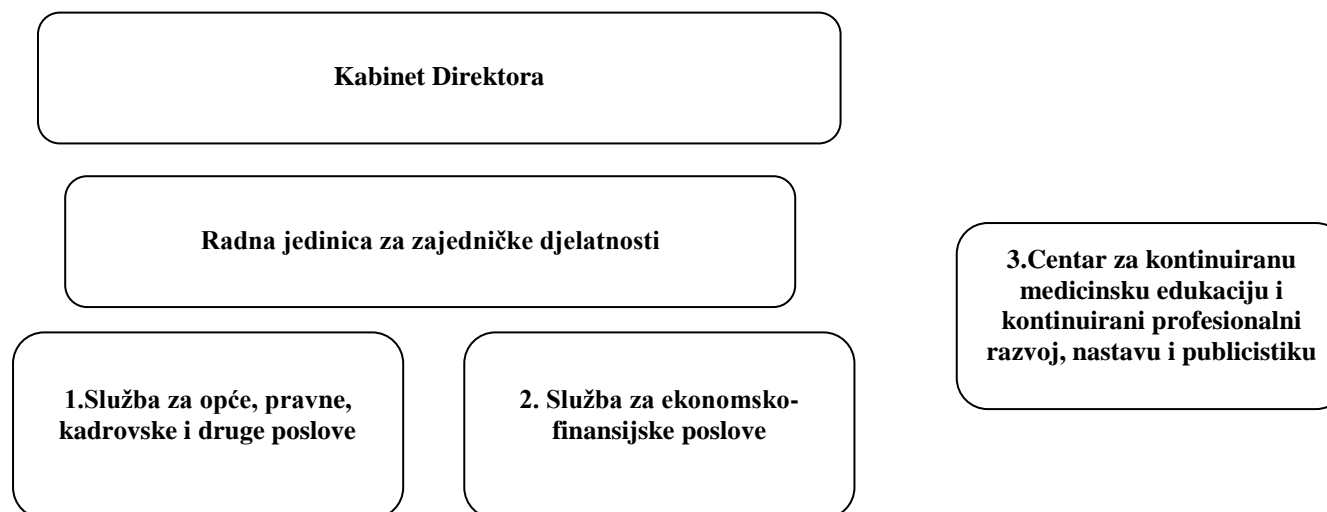 Kabinet Direktora
Radna jedinica za zajedničke djelatnosti
3.Centar za kontinuiranu
medicinsku edukaciju i
kontinuirani profesionalni
razvoj, nastavu i publicistiku
1.Služba za opće, pravne,
kadrovske i druge poslove
2. Služba za ekonomsko-
finansijske poslove